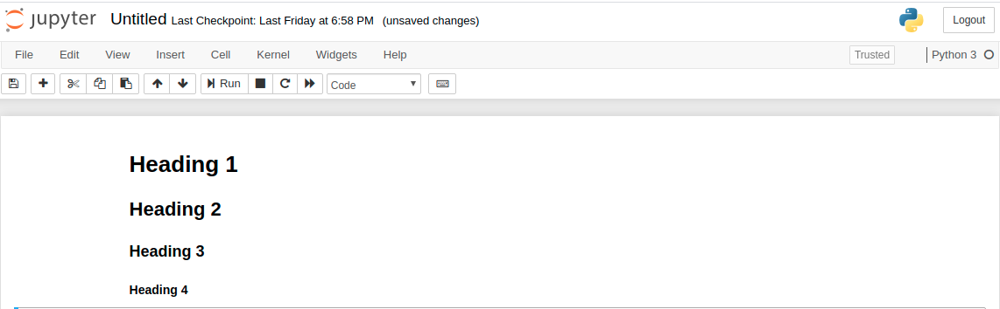 jupyter Untitled Last Checkpoint: Last Friday at 6:58 PM (unsaved changes) Logout
File Edit View Insert Cell Kernel Widgets Help Trusted Python 3
Run Code
Heading 1
Heading 2
Heading 3
Heading 4